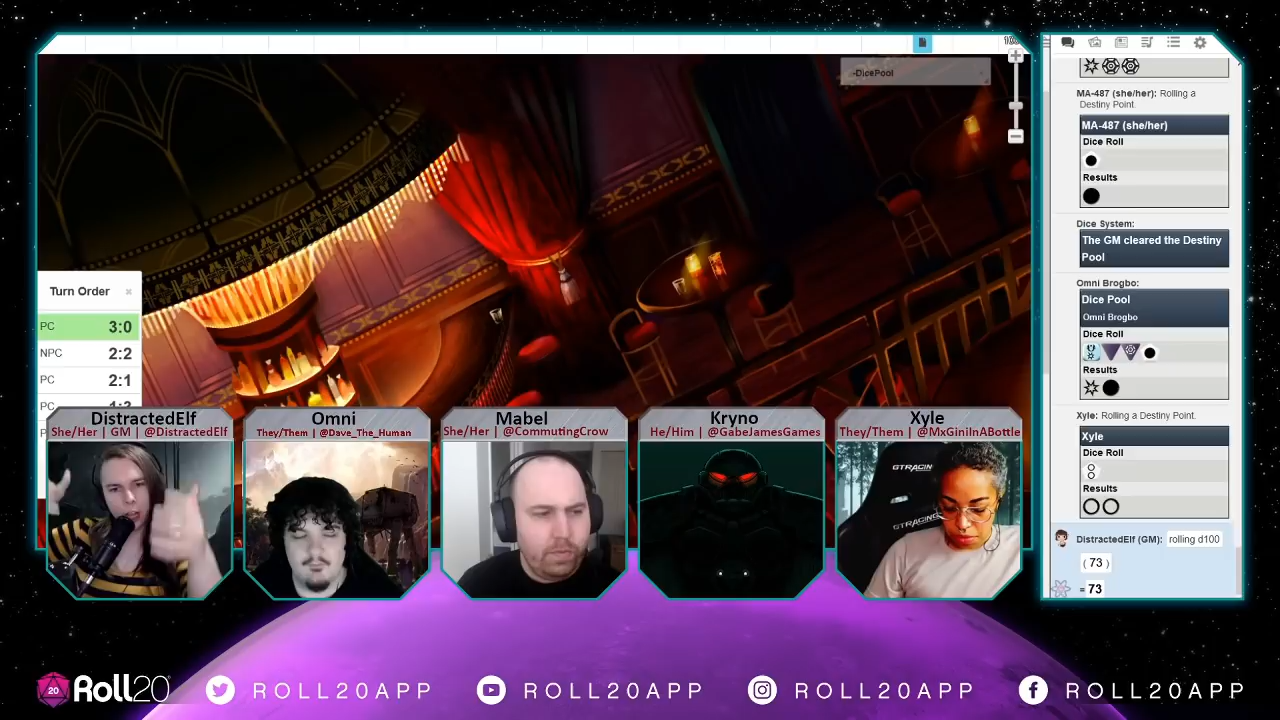 -DicePool
Turn Order
PC 3:0
NPC 2:2
PC 2:1
PC
DistractedElf
She/Her | GM | @DistractedElf
Omni
They/Them | @Dave_The_Human
Mabel
She/Her | @CommutingCrow
Kryno
He/Him | @GabeJamesGames
Xyle
They/Them | @MxGiniInABottle
GTRACING
GTRACING
MA-487 (she/her): Rolling a
Destiny Point.
MA-487 (she/her)
Dice Roll
Results
Dice System:
The GM cleared the Destiny
Pool
Omni Brogbo:
Dice Pool
Omni Brogbo
Dice Roll
Results
Xyle: Rolling a Destiny Point.
Xyle
Dice Roll
Results
DistractedElf (GM): rolling d100
( 73 )
= 73
20 Roll20
ROLL20APP
ROLL20APP
ROLL20APP
ROLL20APP